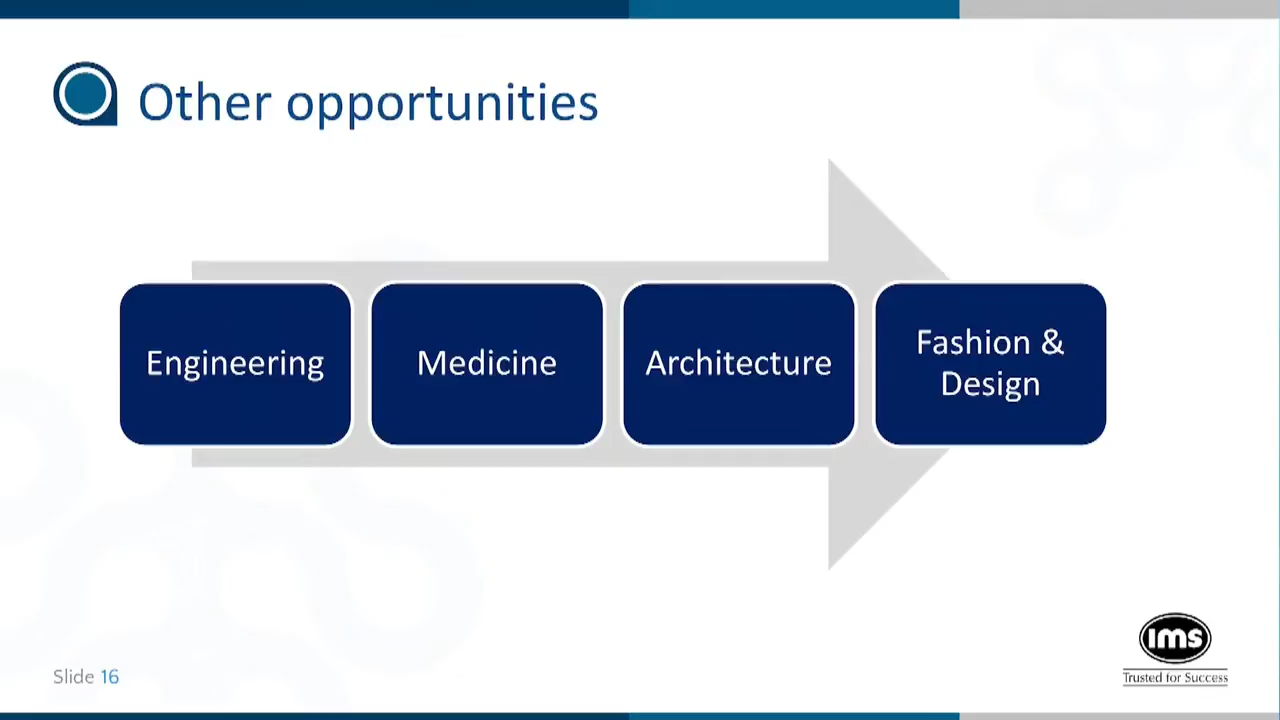 Other opportunities
Engineering
Medicine
Architecture
Fashion &
Design
Slide 16
ims
Trusted for Success